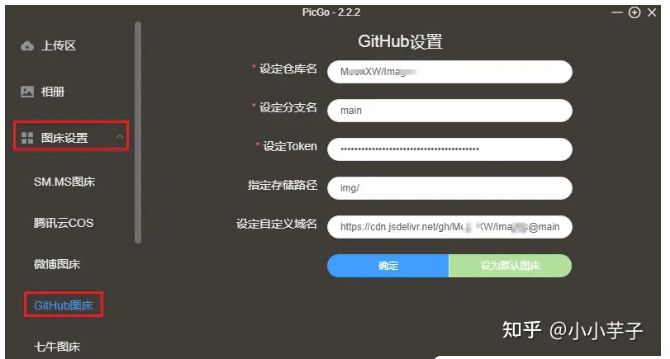 PicGo - 2.2.2
上传区
相册
图床设置
SM.MS图床
腾讯云COS
微博图床
GitHub图床
七牛图床
GitHub设置
* 设定仓库名
XW/Imag
* 设定分支名
main
* 设定Token
指定存储路径
img/
设定自定义域名
https://cdn.jsdelivr.net/gh/M XW/Ima @main
确定
设为默认图床
知乎 @小小芋子